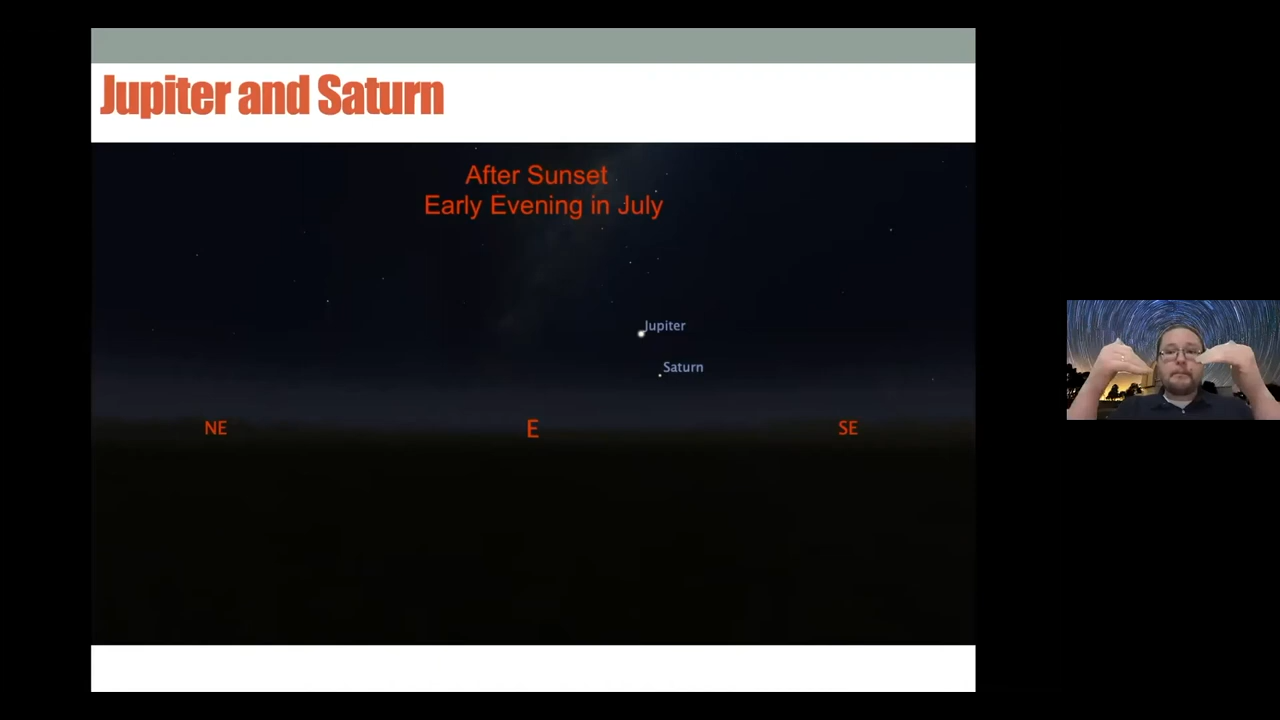 Jupiter and Saturn
After Sunset
Early Evening in July
Jupiter
Saturn
NE
E
SE